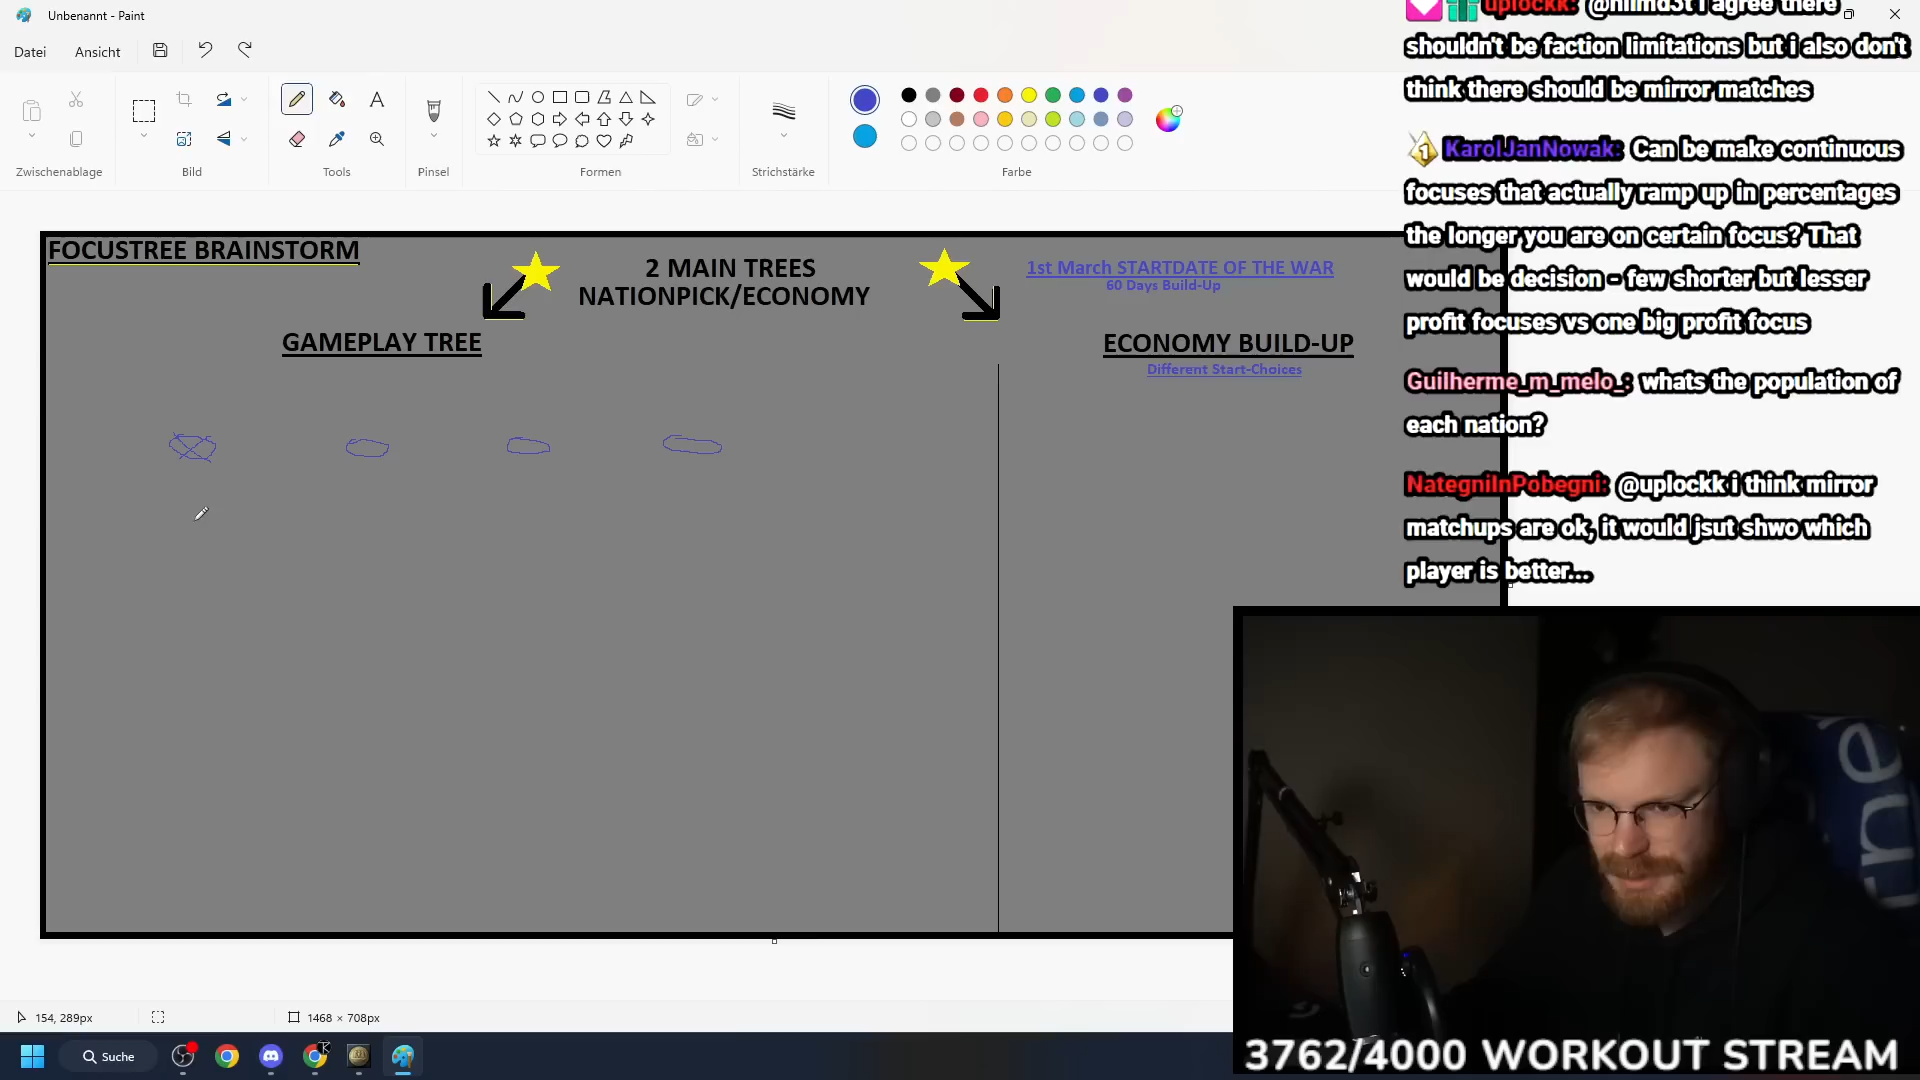 Unbenannt - Paint
Datei
Ansicht
Zwischenablage
Bild
Tools
Pinsel
Formen
Strichstärke
Farbe
FOCUSTREE BRAINSTORM
2 MAIN TREES
NATIONPICK/ECONOMY
1st March STARTDATE OF THE WAR
60 Days Build-Up
GAMEPLAY TREE
ECONOMY BUILD-UP
Different Start-Choices
uplockk: @hiimd3t i agree there
shouldn't be faction limitations but i also don't
think there should be mirror matches
KarolJanNowak: Can be make continuous
focuses that actually ramp up in percentages
the longer you are on certain focus? That
would be decision - few shorter but lesser
profit focuses vs one big profit focus
Guilherme_m_melo_: whats the population of
each nation?
NategniInPobegni: @uplockk i think mirror
matchups are ok, it would jsut shwo which
player is better...
154, 289px
1468 × 708px
Suche
3762/4000 WORKOUT STREAM